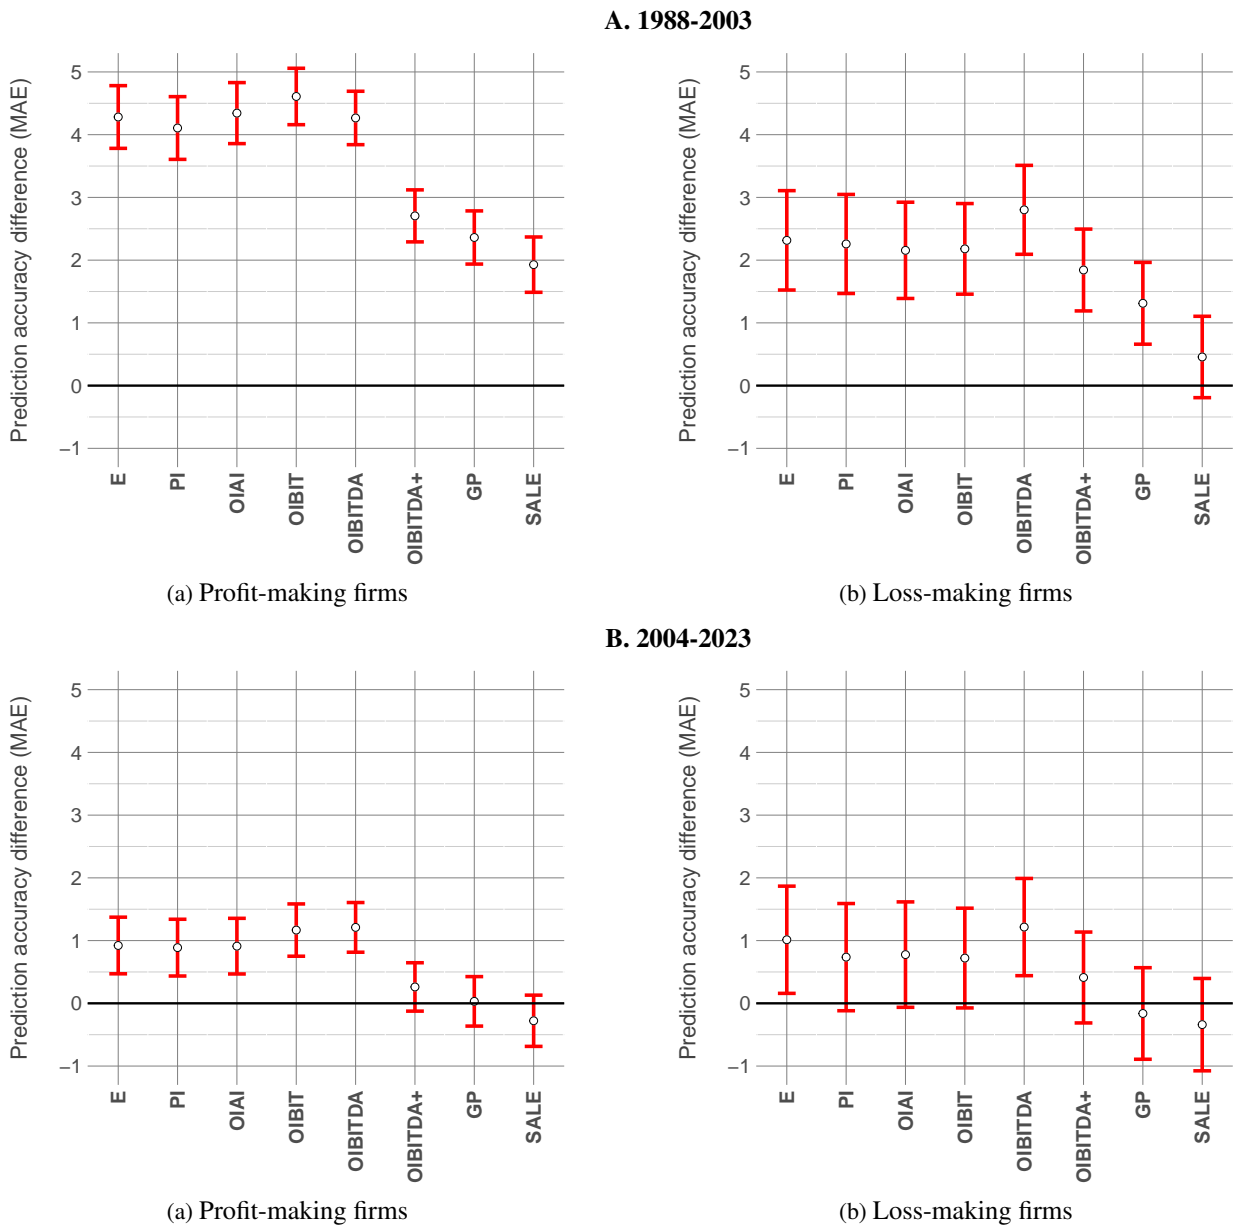 A. 1988-2003
Prediction accuracy difference (MAE)
5
4
3
2
1
0
−1
E
PI
OIAI
OIBIT
OIBITDA
OIBITDA+
GP
SALE
(a) Profit-making firms
Prediction accuracy difference (MAE)
5
4
3
2
1
0
−1
E
PI
OIAI
OIBIT
OIBITDA
OIBITDA+
GP
SALE
(b) Loss-making firms
B. 2004-2023
Prediction accuracy difference (MAE)
5
4
3
2
1
0
−1
E
PI
OIAI
OIBIT
OIBITDA
OIBITDA+
GP
SALE
(a) Profit-making firms
Prediction accuracy difference (MAE)
5
4
3
2
1
0
−1
E
PI
OIAI
OIBIT
OIBITDA
OIBITDA+
GP
SALE
(b) Loss-making firms